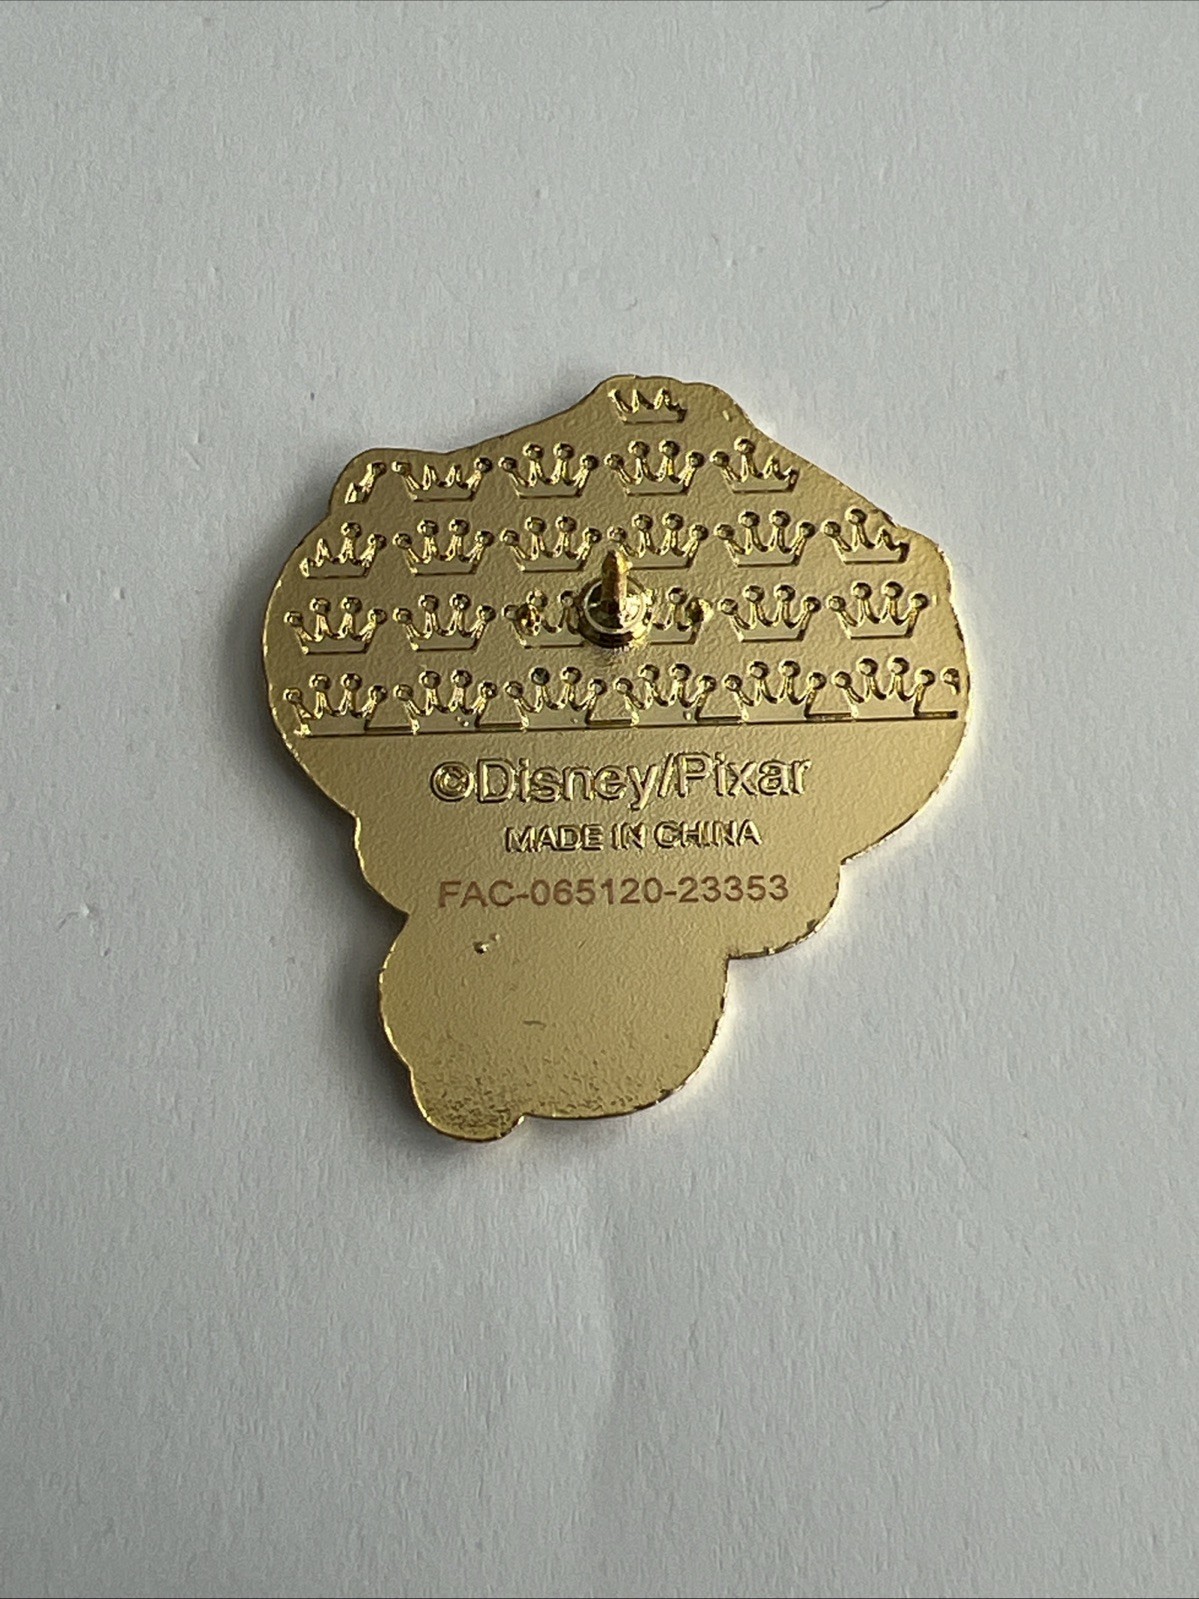 ©Disney/Pixar
MADE IN CHINA
FAC-065120-23353